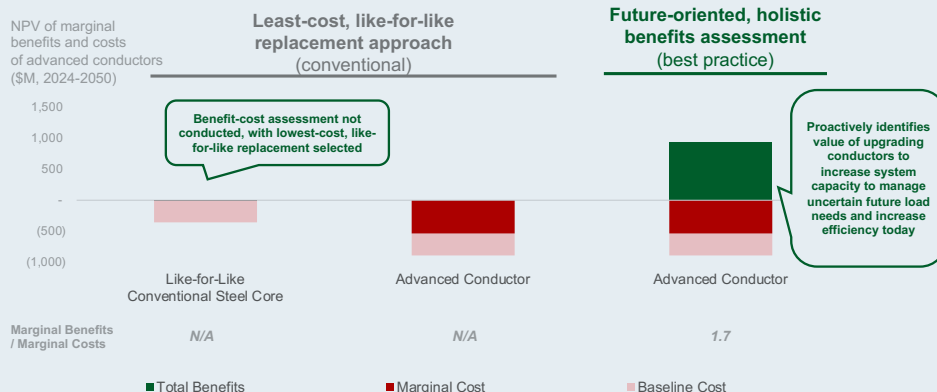 NPV of marginal
benefits and costs
of advanced conductors
($M, 2024-2050)
Least-cost, like-for-like
replacement approach
(conventional)
Future-oriented, holistic
benefits assessment
(best practice)
1,500
1,000
500
-
(500)
(1,000)
Benefit-cost assessment not
conducted, with lowest-cost, like-
for-like replacement selected
Proactively identifies
value of upgrading
conductors to
increase system
capacity to manage
uncertain future load
needs and increase
efficiency today
Like-for-Like
Conventional Steel Core
Advanced Conductor
Advanced Conductor
Marginal Benefits
/ Marginal Costs
N/A
N/A
1.7
Total Benefits
Marginal Cost
Baseline Cost